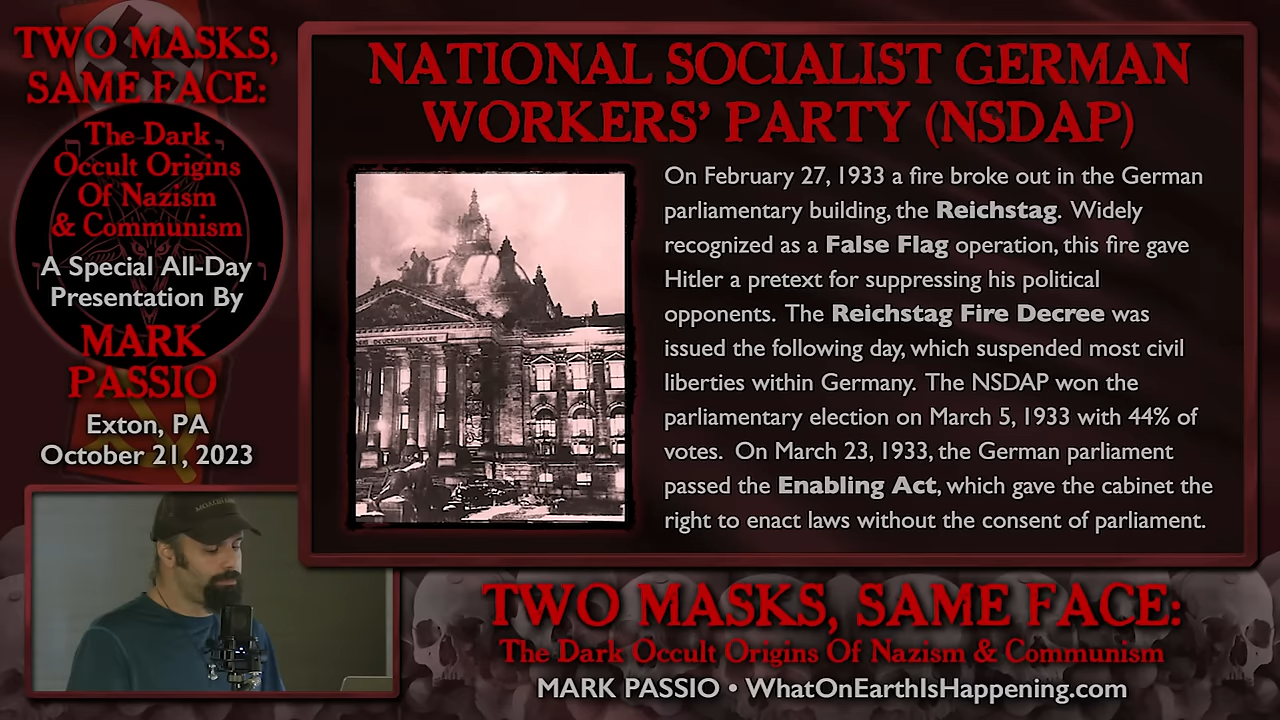 TWO MASKS,
SAME FACE:
The Dark
Occult Origins
Of Nazism
& Communism
A Special All-Day
Presentation By
MARK
PASSIO
Exton, PA
October 21, 2023
NATIONAL SOCIALIST GERMAN
WORKERS’ PARTY (NSDAP)
On February 27, 1933 a fire broke out in the German
parliamentary building, the Reichstag. Widely
recognized as a False Flag operation, this fire gave
Hitler a pretext for suppressing his political
opponents. The Reichstag Fire Decree was
issued the following day, which suspended most civil
liberties within Germany. The NSDAP won the
parliamentary election on March 5, 1933 with 44% of
votes. On March 23, 1933, the German parliament
passed the Enabling Act, which gave the cabinet the
right to enact laws without the consent of parliament.
TWO MASKS, SAME FACE:
The Dark Occult Origins Of Nazism & Communism
MARK PASSIO • WhatOnEarthIsHappening.com